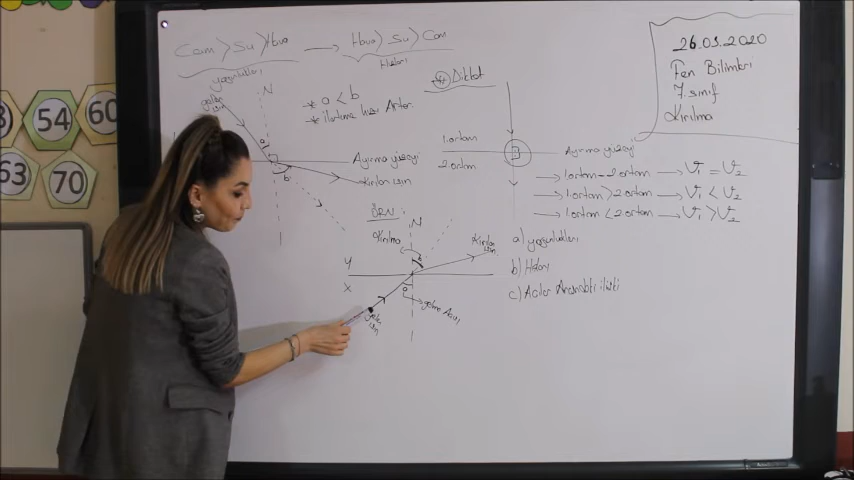 Cam > Su > Hava → Hava > Su > Cam
yoğunlukları
Hızları
26.03.2020
Fen Bilimleri
7. sınıf
Kırılma
Dikkat
gelen ışın
N
* a < b
* ilerleme hızı Artar.
a
b
Ayırma yüzeyi
Kırılan ışın
1. ortam
2. ortam
Ayırma yüzeyi
→ 1.ortam = 2.ortam → V₁ = V₂
→ 1.ortam > 2.ortam → V₁ < V₂
→ 1.ortam < 2.ortam → V₁ > V₂
ÖRN:
N
Kırılma
Kırılan ışın
y
x
a
gelme Açısı
gelen ışın
a) yoğunlukları
b) Hızları
c) Açılar Arasındaki ilişki
54
60
63
70